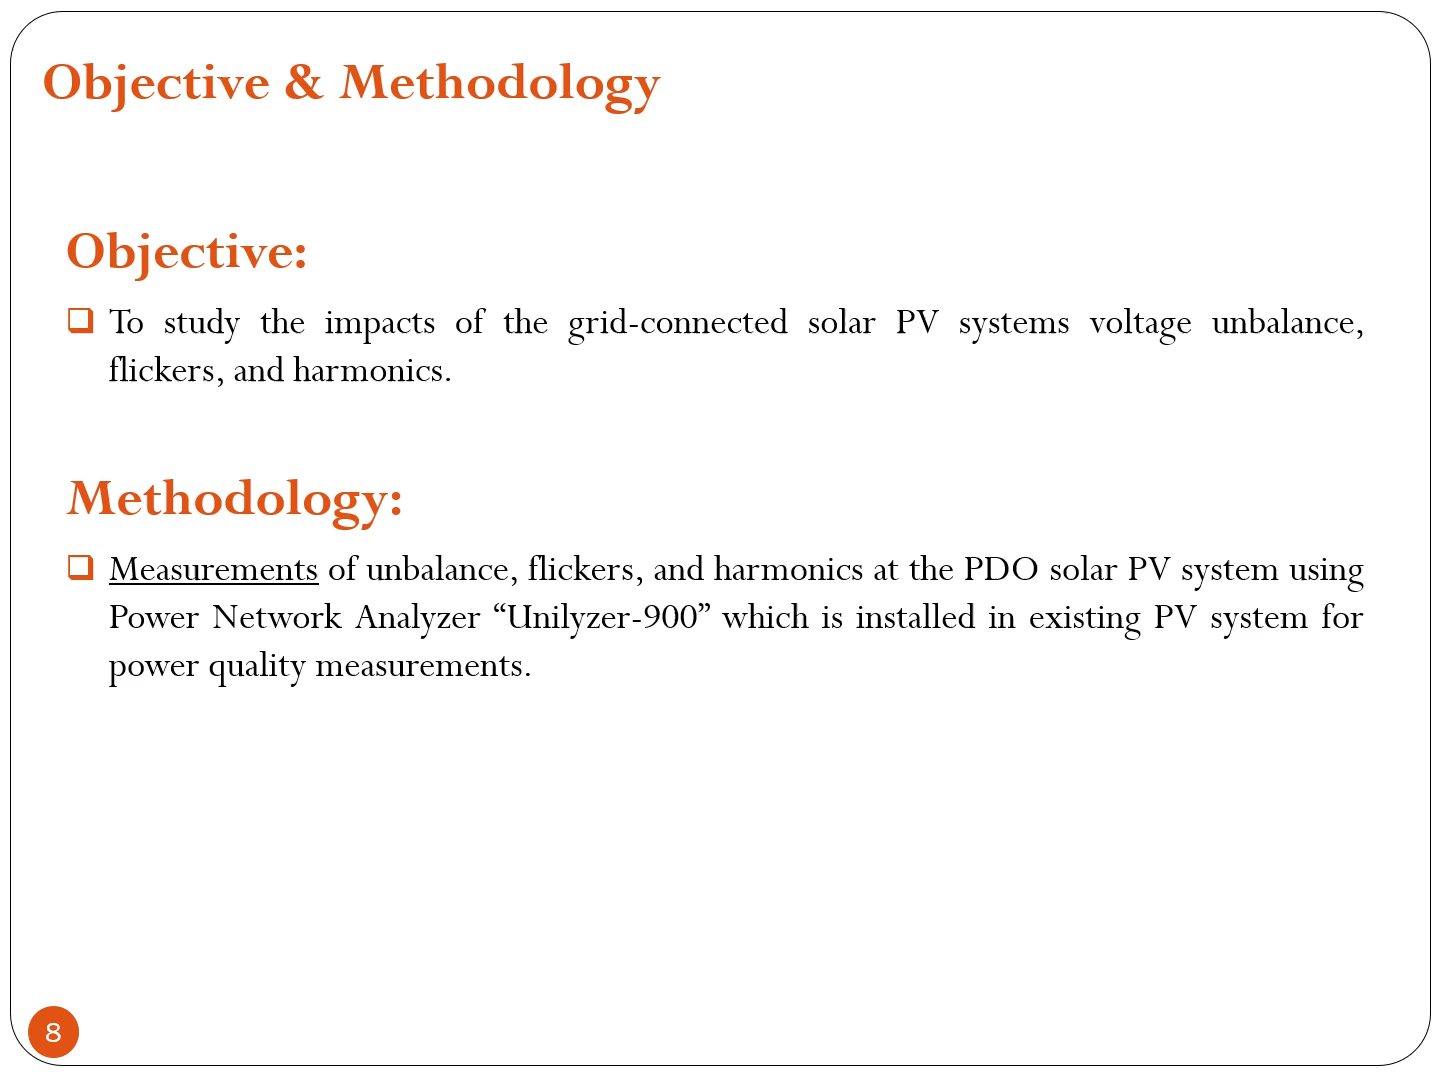 Objective & Methodology
Objective:
To study the impacts of the grid-connected solar PV systems voltage unbalance,
flickers, and harmonics.
Methodology:
Measurements of unbalance, flickers, and harmonics at the PDO solar PV system using
Power Network Analyzer “Unilyzer-900” which is installed in existing PV system for
power quality measurements.
8